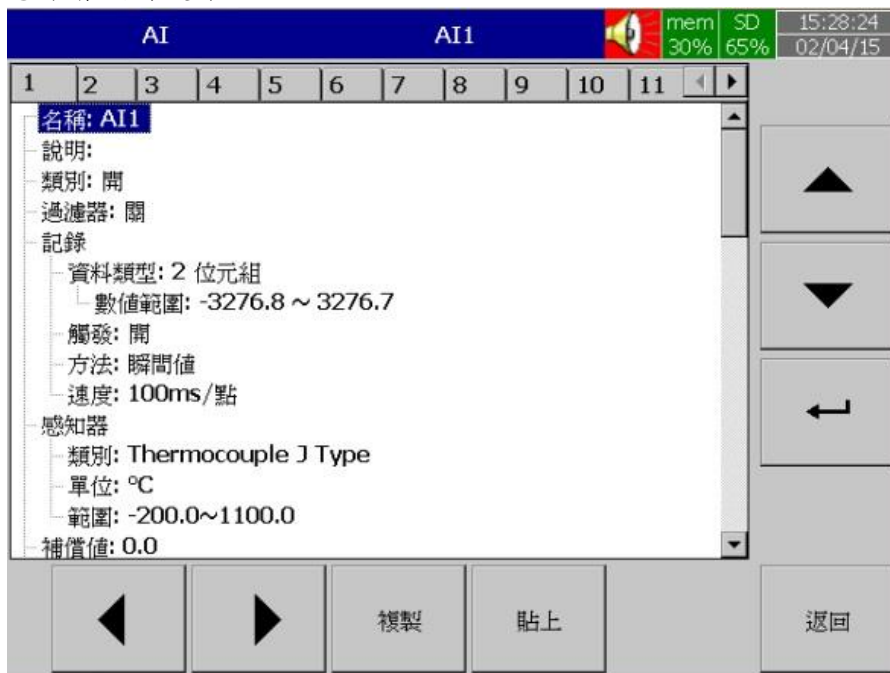 AI AI1 mem SD 15:28:24
30% 65% 02/04/15
1 2 3 4 5 6 7 8 9 10 11
名稱: AI1
說明:
類別: 開
過濾器: 關
記錄
資料類型: 2 位元組
數值範圍: -3276.8 ~ 3276.7
觸發: 開
方法: 瞬間值
速度: 100ms/點
感知器
類別: Thermocouple J Type
單位: °C
範圍: -200.0~1100.0
補償值: 0.0
複製 貼上 返回